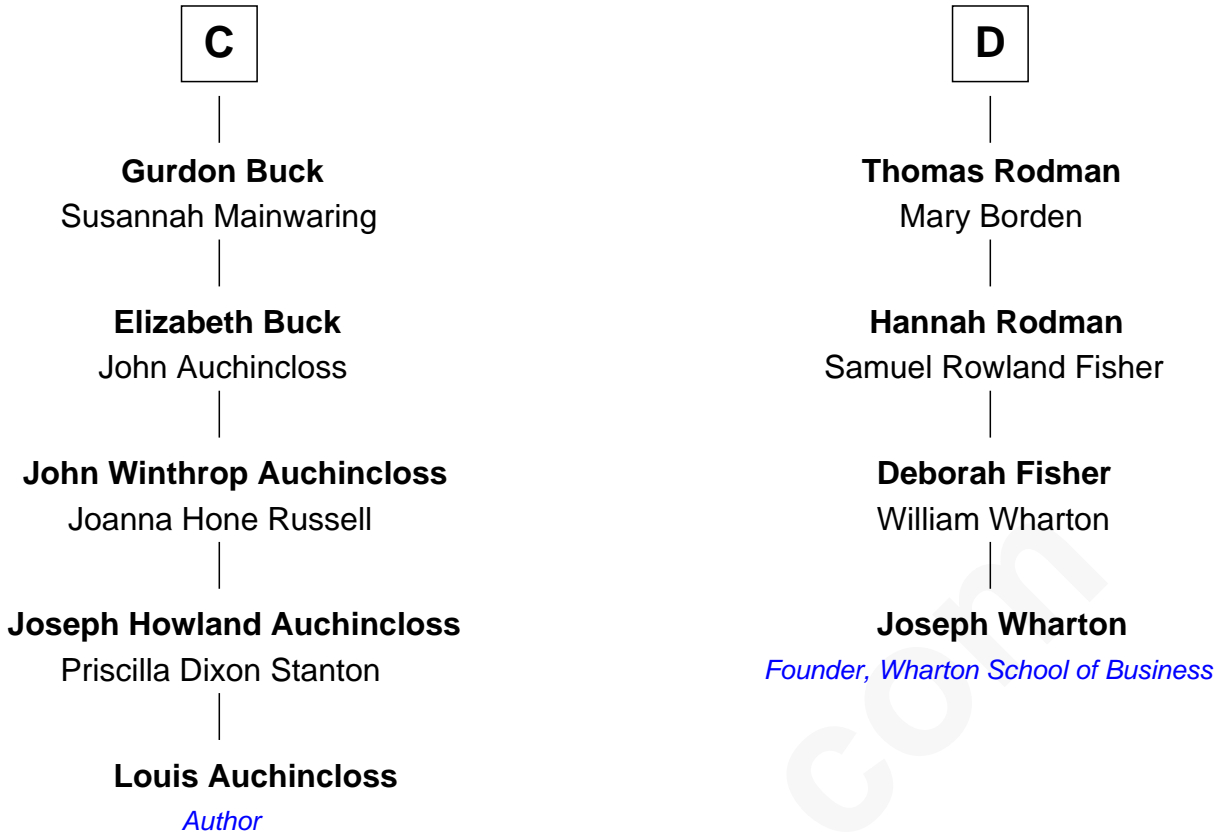 C
Gurdon Buck
Susannah Mainwaring
Elizabeth Buck
John Auchincloss
John Winthrop Auchincloss
Joanna Hone Russell
Joseph Howland Auchincloss
Priscilla Dixon Stanton
Louis Auchincloss
Author
D
Thomas Rodman
Mary Borden
Hannah Rodman
Samuel Rowland Fisher
Deborah Fisher
William Wharton
Joseph Wharton
Founder, Wharton School of Business
com